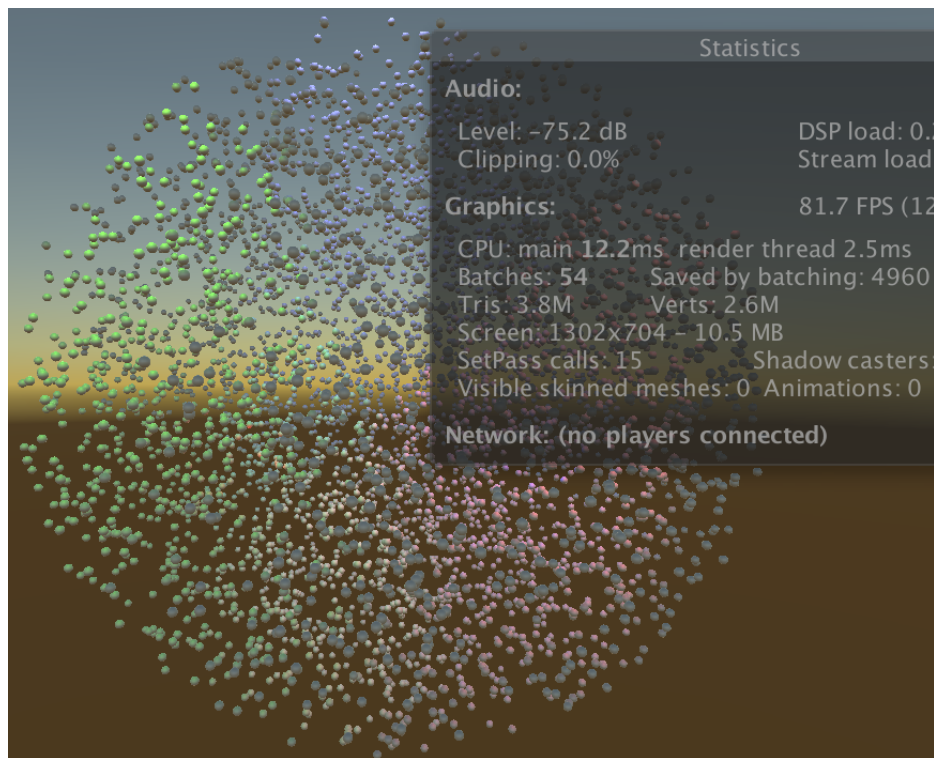 Statistics
Audio:
Level: -75.2 dB DSP load: 0.
Clipping: 0.0% Stream load
Graphics: 81.7 FPS (12
CPU: main 12.2ms render thread 2.5ms
Batches: 54 Saved by batching: 4960
Tris: 3.8M Verts: 2.6M
Screen: 1302x704 – 10.5 MB
SetPass calls: 15 Shadow casters:
Visible skinned meshes: 0 Animations: 0
Network: (no players connected)